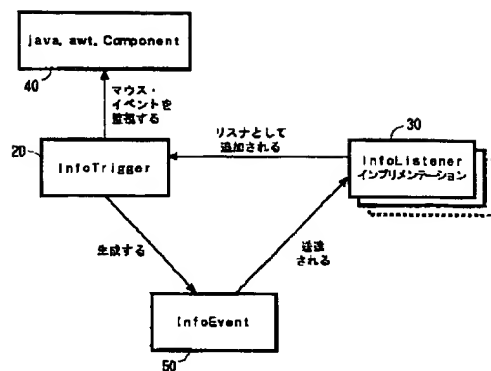 java.awt.Component
40
マウス・
イベントを
監視する
20
InfoTrigger
リスナとして
追加される
30
InfoListener
インプリメンテーション
生成する
される
InfoEvent
50